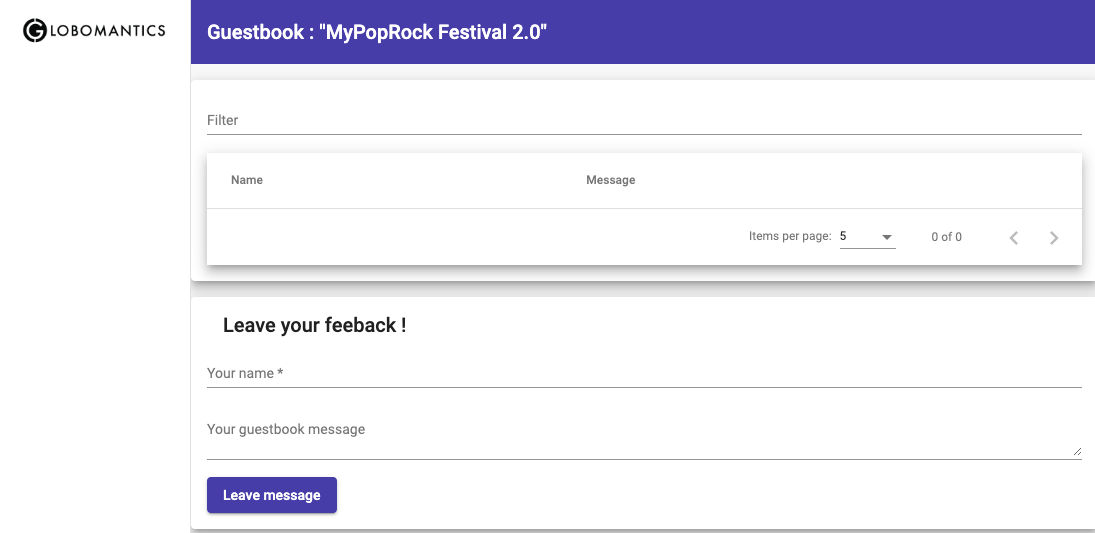 GLOBOMANTICS
Guestbook : "MyPopRock Festival 2.0"
Filter
Name Message
Items per page: 5 0 of 0
Leave your feeback !
Your name *
Your guestbook message
Leave message